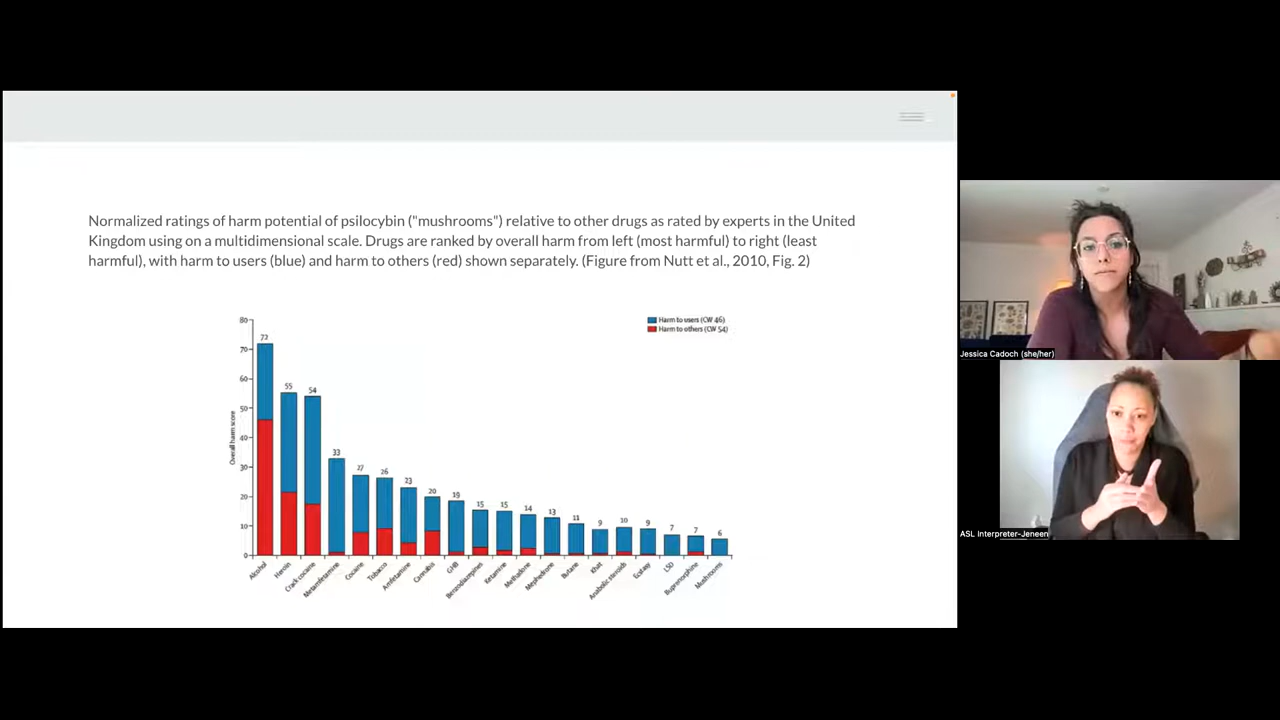 Normalized ratings of harm potential of psilocybin ("mushrooms") relative to other drugs as rated by experts in the United
Kingdom using on a multidimensional scale. Drugs are ranked by overall harm from left (most harmful) to right (least
harmful), with harm to users (blue) and harm to others (red) shown separately. (Figure from Nutt et al., 2010, Fig. 2)
Harm to users (CW 46)
Harm to others (CW 54)
Overall harm score
80
70
60
50
40
30
20
10
0
72
55
54
33
27
26
23
20
19
15
15
14
13
11
9
10
9
7
7
6
Alcohol
Heroin
Crack cocaine
Metamfetamine
Cocaine
Tobacco
Amfetamine
Cannabis
GHB
Benzodiazepines
Ketamine
Methadone
Mephedrone
Butane
Khat
Anabolic steroids
Ecstasy
LSD
Buprenorphine
Mushrooms
Jessica Cadoch (she/her)
ASL Interpreter-Jeneen